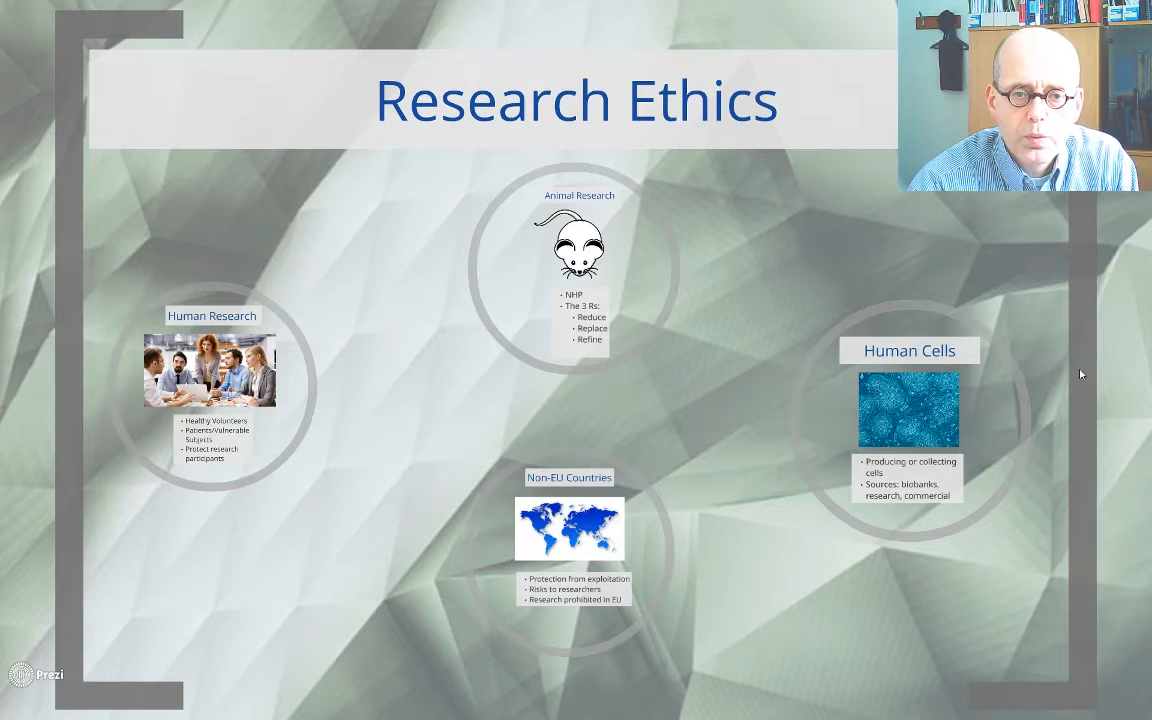 Research Ethics
Animal Research
• NHP
• The 3 Rs:
• Reduce
• Replace
• Refine
Human Research
• Healthy Volunteers
• Patients/Vulnerable
Subjects
• Protect research
participants
Human Cells
• Producing or collecting
cells
• Sources: biobanks,
research, commercial
Non-EU Countries
• Protection from exploitation
• Risks to researchers
• Research prohibited in EU
Prezi